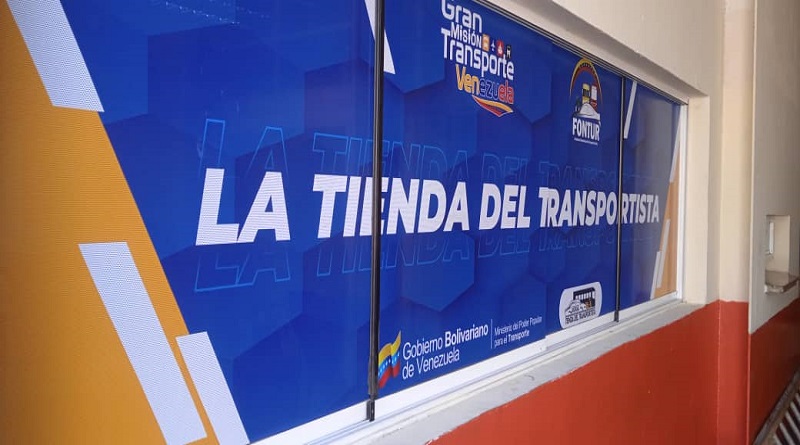 Gran
MISIÓN
Transporte
Venezuela
FONTUR
LA TIENDA DEL TRANSPORTISTA
Gobierno Bolivariano
de Venezuela
Ministerio del Poder Popular
para el Transporte